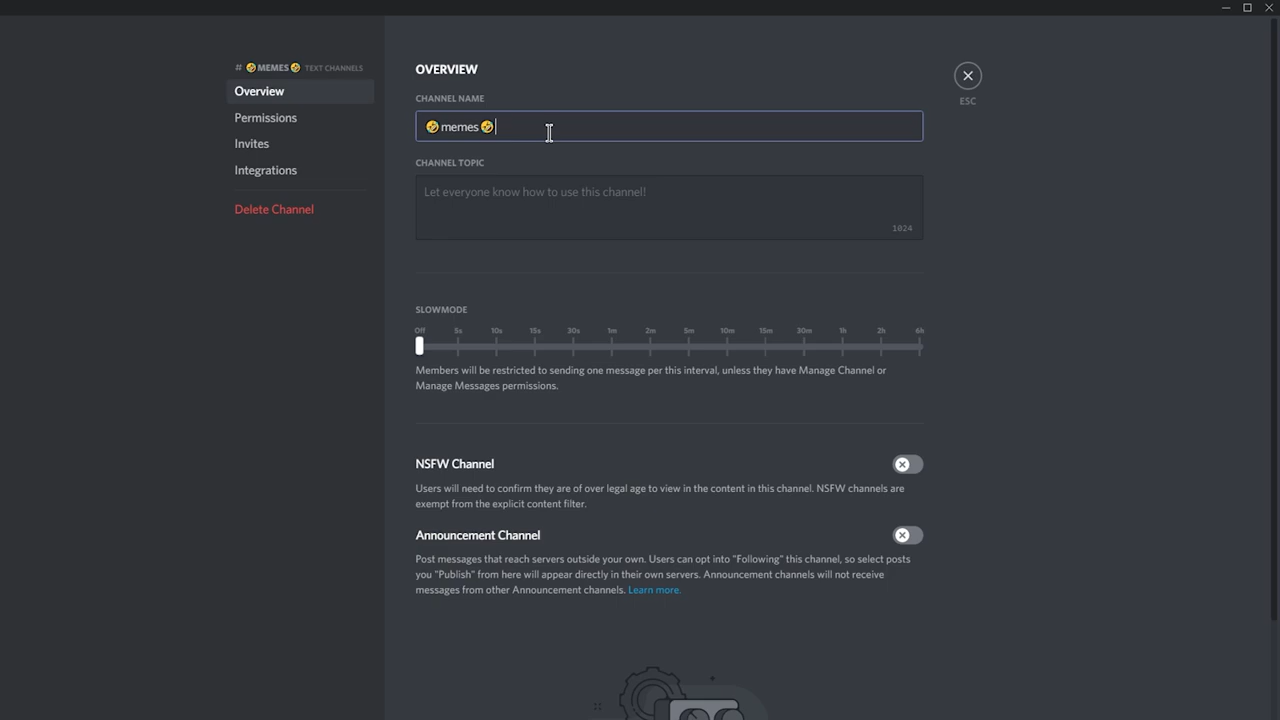 # 🤣MEMES🤣 TEXT CHANNELS
Overview
Permissions
Invites
Integrations
Delete Channel
OVERVIEW
ESC
CHANNEL NAME
🤣memes🤣
CHANNEL TOPIC
Let everyone know how to use this channel!
1024
SLOWMODE
Off 5s 10s 15s 30s 1m 2m 5m 10m 15m 30m 1h 2h 6h
Members will be restricted to sending one message per this interval, unless they have Manage Channel or
Manage Messages permissions.
NSFW Channel
Users will need to confirm they are of over legal age to view in the content in this channel. NSFW channels are
exempt from the explicit content filter.
Announcement Channel
Post messages that reach servers outside your own. Users can opt into "Following" this channel, so select posts
you "Publish" from here will appear directly in their own servers. Announcement channels will not receive
messages from other Announcement channels. Learn more.